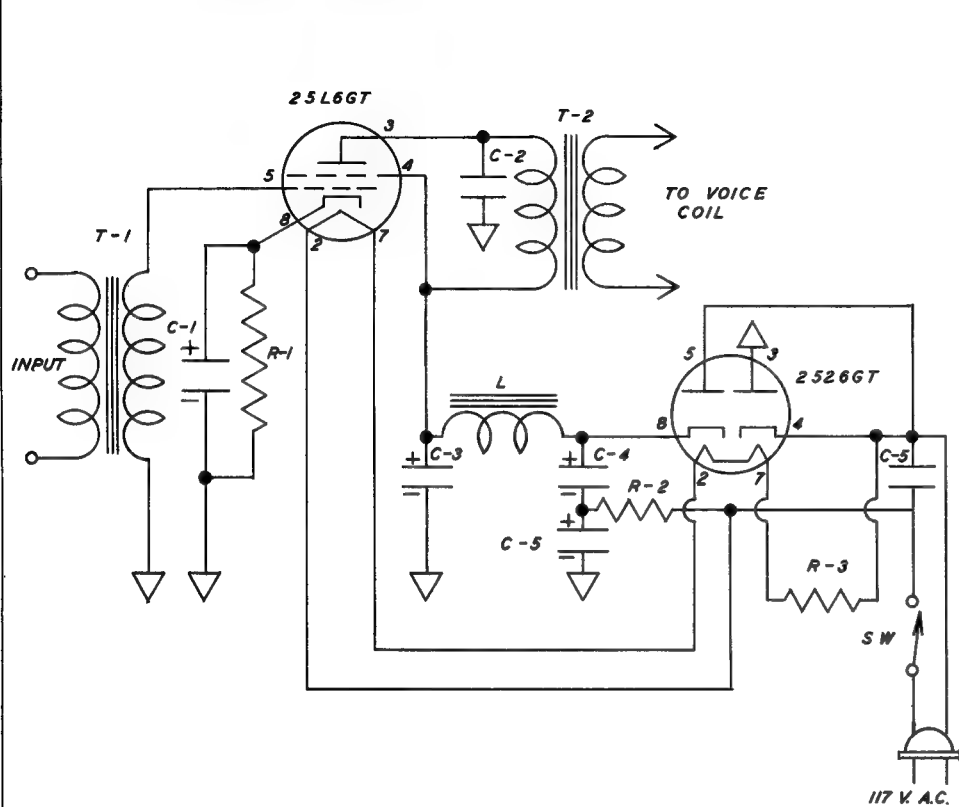 25L6GT
3
T-2
5
4
C-2
8
2
7
TO VOICE
COIL
T-1
C-1
+
-
R-1
INPUT
5
3
2526GT
L
8
4
C-3
+
-
C-4
+
-
C-5
2
7
R-2
C-5
+
-
R-3
SW
117 V. A.C.